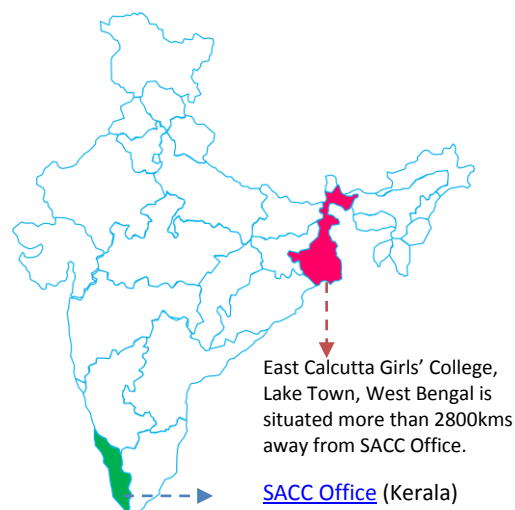 East Calcutta Girls’ College,
Lake Town, West Bengal is
situated more than 2800kms
away from SACC Office.
SACC Office (Kerala)